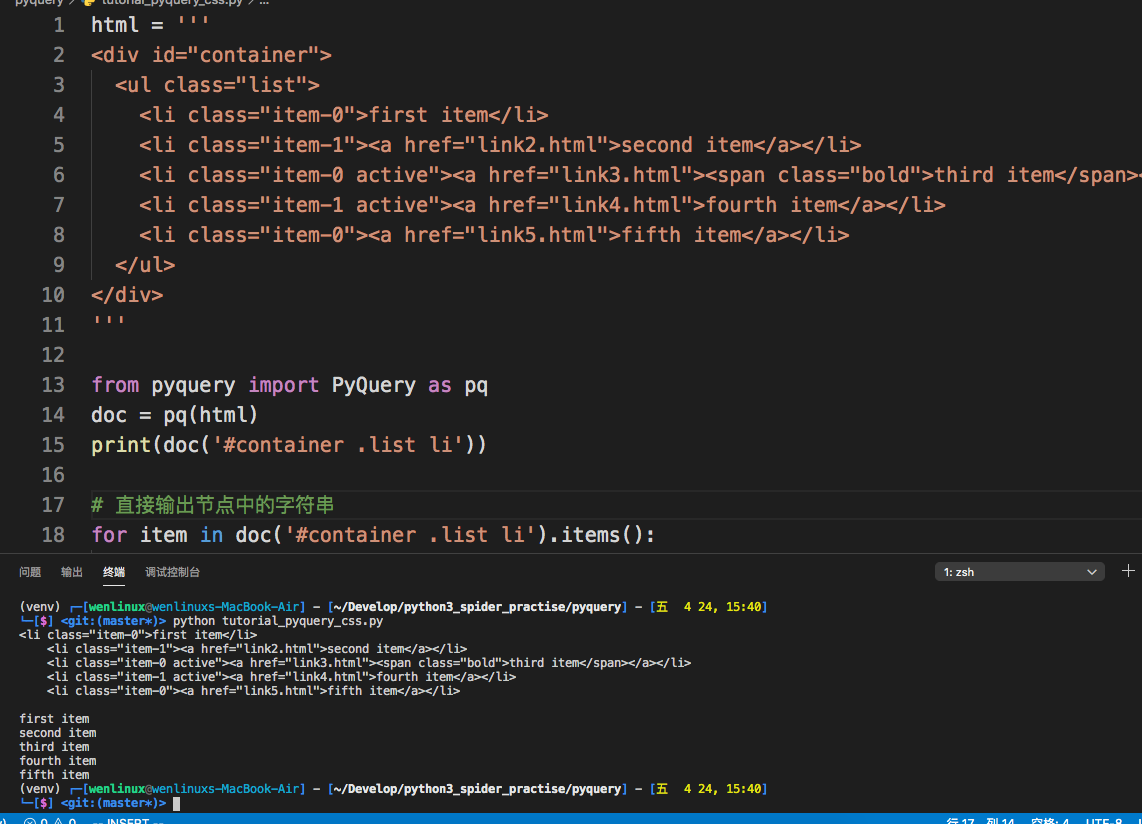 pyquery > tutorial_pyquery_css.py > ...
1 html = '''
2 <div id="container">
3 <ul class="list">
4 <li class="item-0">first item</li>
5 <li class="item-1"><a href="link2.html">second item</a></li>
6 <li class="item-0 active"><a href="link3.html"><span class="bold">third item</span><
7 <li class="item-1 active"><a href="link4.html">fourth item</a></li>
8 <li class="item-0"><a href="link5.html">fifth item</a></li>
9 </ul>
10 </div>
11 '''
12
13 from pyquery import PyQuery as pq
14 doc = pq(html)
15 print(doc('#container .list li'))
16
17 # 直接输出节点中的字符串
18 for item in doc('#container .list li').items():
问题 输出 终端 调试控制台 1: zsh
(venv) ┌─[wenlinux@wenlinuxs-MacBook-Air] - [~/Develop/python3_spider_practise/pyquery] - [五 4 24, 15:40]
└─[$] <git:(master*)> python tutorial_pyquery_css.py
<li class="item-0">first item</li>
<li class="item-1"><a href="link2.html">second item</a></li>
<li class="item-0 active"><a href="link3.html"><span class="bold">third item</span></a></li>
<li class="item-1 active"><a href="link4.html">fourth item</a></li>
<li class="item-0"><a href="link5.html">fifth item</a></li>
first item
second item
third item
fourth item
fifth item
(venv) ┌─[wenlinux@wenlinuxs-MacBook-Air] - [~/Develop/python3_spider_practise/pyquery] - [五 4 24, 15:40]
└─[$] <git:(master*)>
0 0 -- INSERT -- 行 17，列 14 空格: 4 UTF-8